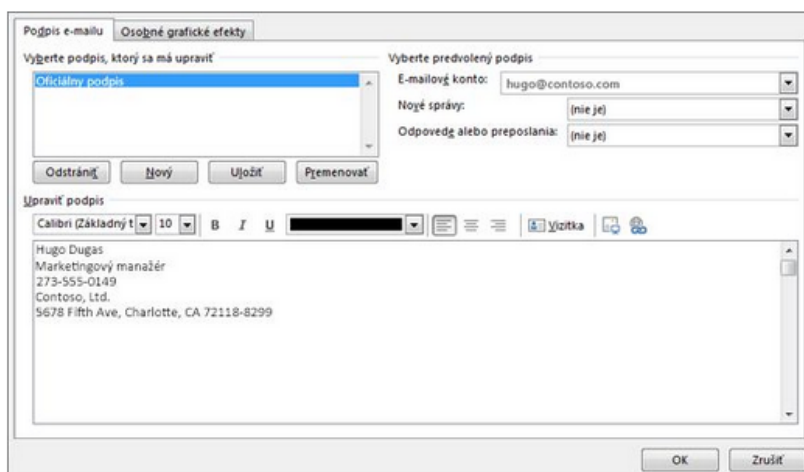 Podpis e-mailu
Osobné grafické efekty
Vyberte podpis, ktorý sa má upraviť
Oficiálny podpis
Odstrániť
Nový
Uložiť
Premenovať
Vyberte predvolený podpis
E-mailové konto: hugo@contoso.com
Nové správy: (nie je)
Odpovede alebo preposlania: (nie je)
Upraviť podpis
Calibri (Základný t 10 B I U Vizitka
Hugo Dugas
Marketingový manažér
273-555-0149
Contoso, Ltd.
5678 Fifth Ave, Charlotte, CA 72118-8299
OK
Zrušiť